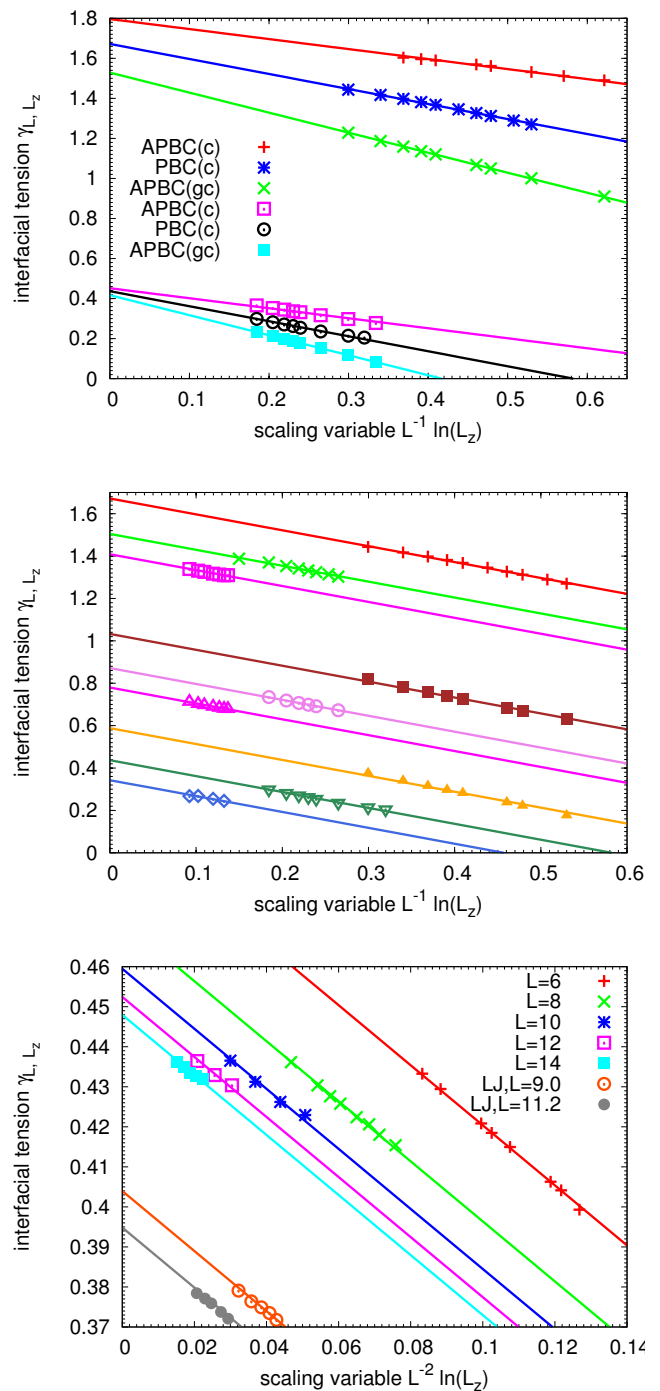 1.8
1.6
1.4
1.2
1
0.8
0.6
0.4
0.2
0
interfacial tension γL, Lz
APBC(c)
PBC(c)
APBC(gc)
APBC(c)
PBC(c)
APBC(gc)
0 0.1 0.2 0.3 0.4 0.5 0.6
scaling variable L-1 ln(Lz)
1.6
1.4
1.2
1
0.8
0.6
0.4
0.2
0
interfacial tension γL, Lz
0 0.1 0.2 0.3 0.4 0.5 0.6
scaling variable L-1 ln(Lz)
0.46
0.45
0.44
0.43
0.42
0.41
0.4
0.39
0.38
0.37
interfacial tension γL, Lz
L=6
L=8
L=10
L=12
L=14
LJ,L=9.0
LJ,L=11.2
0 0.02 0.04 0.06 0.08 0.1 0.12 0.14
scaling variable L-2 ln(Lz)